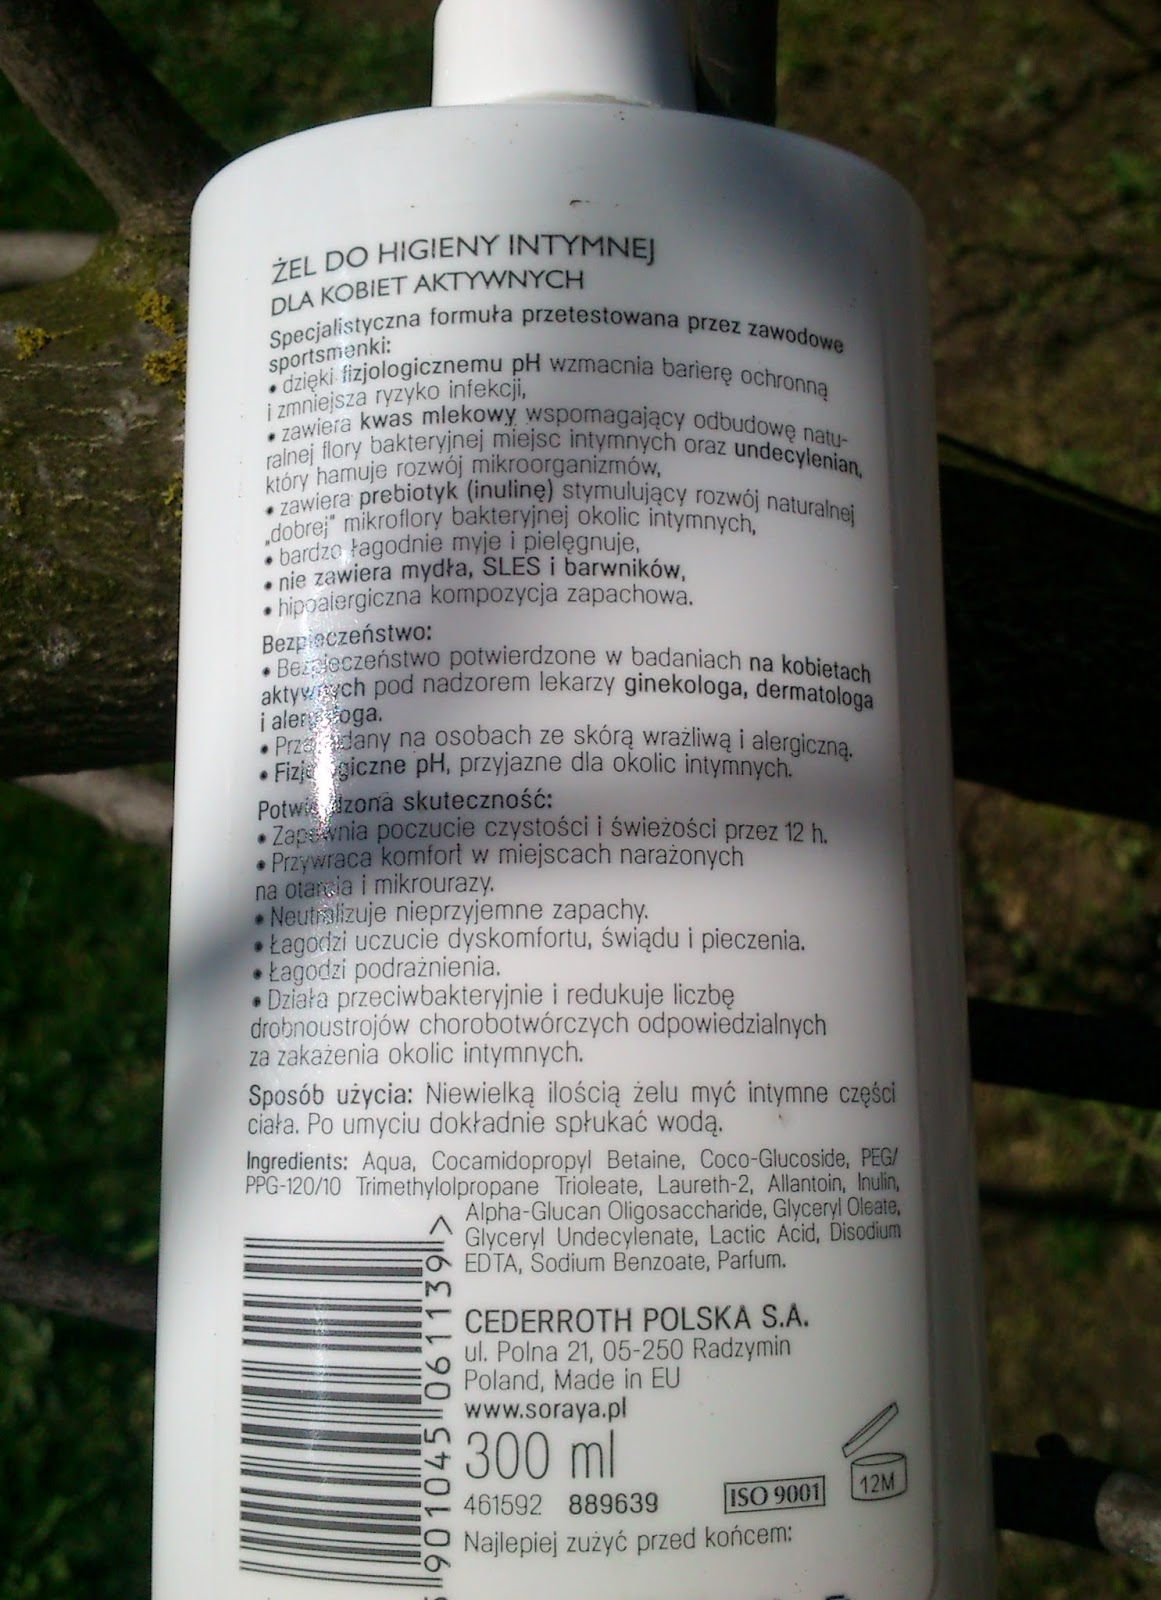 ŻEL DO HIGIENY INTYMNEJ
DLA KOBIET AKTYWNYCH
Specjalistyczna formuła przetestowana przez zawodowe
sportsmenki:
• dzięki fizjologicznemu pH wzmacnia barierę ochronną
i zmniejsza ryzyko infekcji,
• zawiera kwas mlekowy wspomagający odbudowę natu-
ralnej flory bakteryjnej miejsc intymnych oraz undecylenian,
który hamuje rozwój mikroorganizmów,
• zawiera prebiotyk (inulinę) stymulujący rozwój naturalnej
„dobrej" mikroflory bakteryjnej okolic intymnych,
• bardzo łagodnie myje i pielęgnuje,
• nie zawiera mydła, SLES i barwników,
• hipoalergiczna kompozycja zapachowa.
Bezpieczeństwo:
• Bezpieczeństwo potwierdzone w badaniach na kobietach
aktywnych pod nadzorem lekarzy ginekologa, dermatologa
i alergologa.
• Przebadany na osobach ze skórą wrażliwą i alergiczną.
• Fizjologiczne pH, przyjazne dla okolic intymnych.
Potwierdzona skuteczność:
• Zapewnia poczucie czystości i świeżości przez 12 h.
• Przywraca komfort w miejscach narażonych
na otarcia i mikrourazy.
• Neutralizuje nieprzyjemne zapachy.
• Łagodzi uczucie dyskomfortu, świądu i pieczenia.
• Łagodzi podrażnienia.
• Działa przeciwbakteryjnie i redukuje liczbę
drobnoustrojów chorobotwórczych odpowiedzialnych
za zakażenia okolic intymnych.
Sposób użycia: Niewielką ilością żelu myć intymne części
ciała. Po umyciu dokładnie spłukać wodą.
Ingredients: Aqua, Cocamidopropyl Betaine, Coco-Glucoside, PEG/
PPG-120/10 Trimethylolpropane Trioleate, Laureth-2, Allantoin, Inulin,
Alpha-Glucan Oligosaccharide, Glyceryl Oleate,
Glyceryl Undecylenate, Lactic Acid, Disodium
EDTA, Sodium Benzoate, Parfum.
CEDERROTH POLSKA S.A.
ul. Polna 21, 05-250 Radzymin
Poland, Made in EU
www.soraya.pl
300 ml
461592 889639
ISO 9001
12M
Najlepiej zużyć przed końcem:
5 901045 061139 >